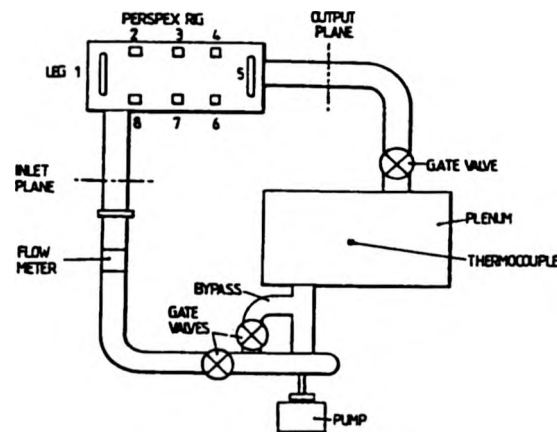 PERSPEX RIG
OUTPUT
PLANE
2 3 4
LEG 1
5
8 7 6
INLET
PLANE
GATE VALVE
PLENUM
FLOW
METER
THERMOCOUPLE
BYPASS
GATE
VALVES
PUMP